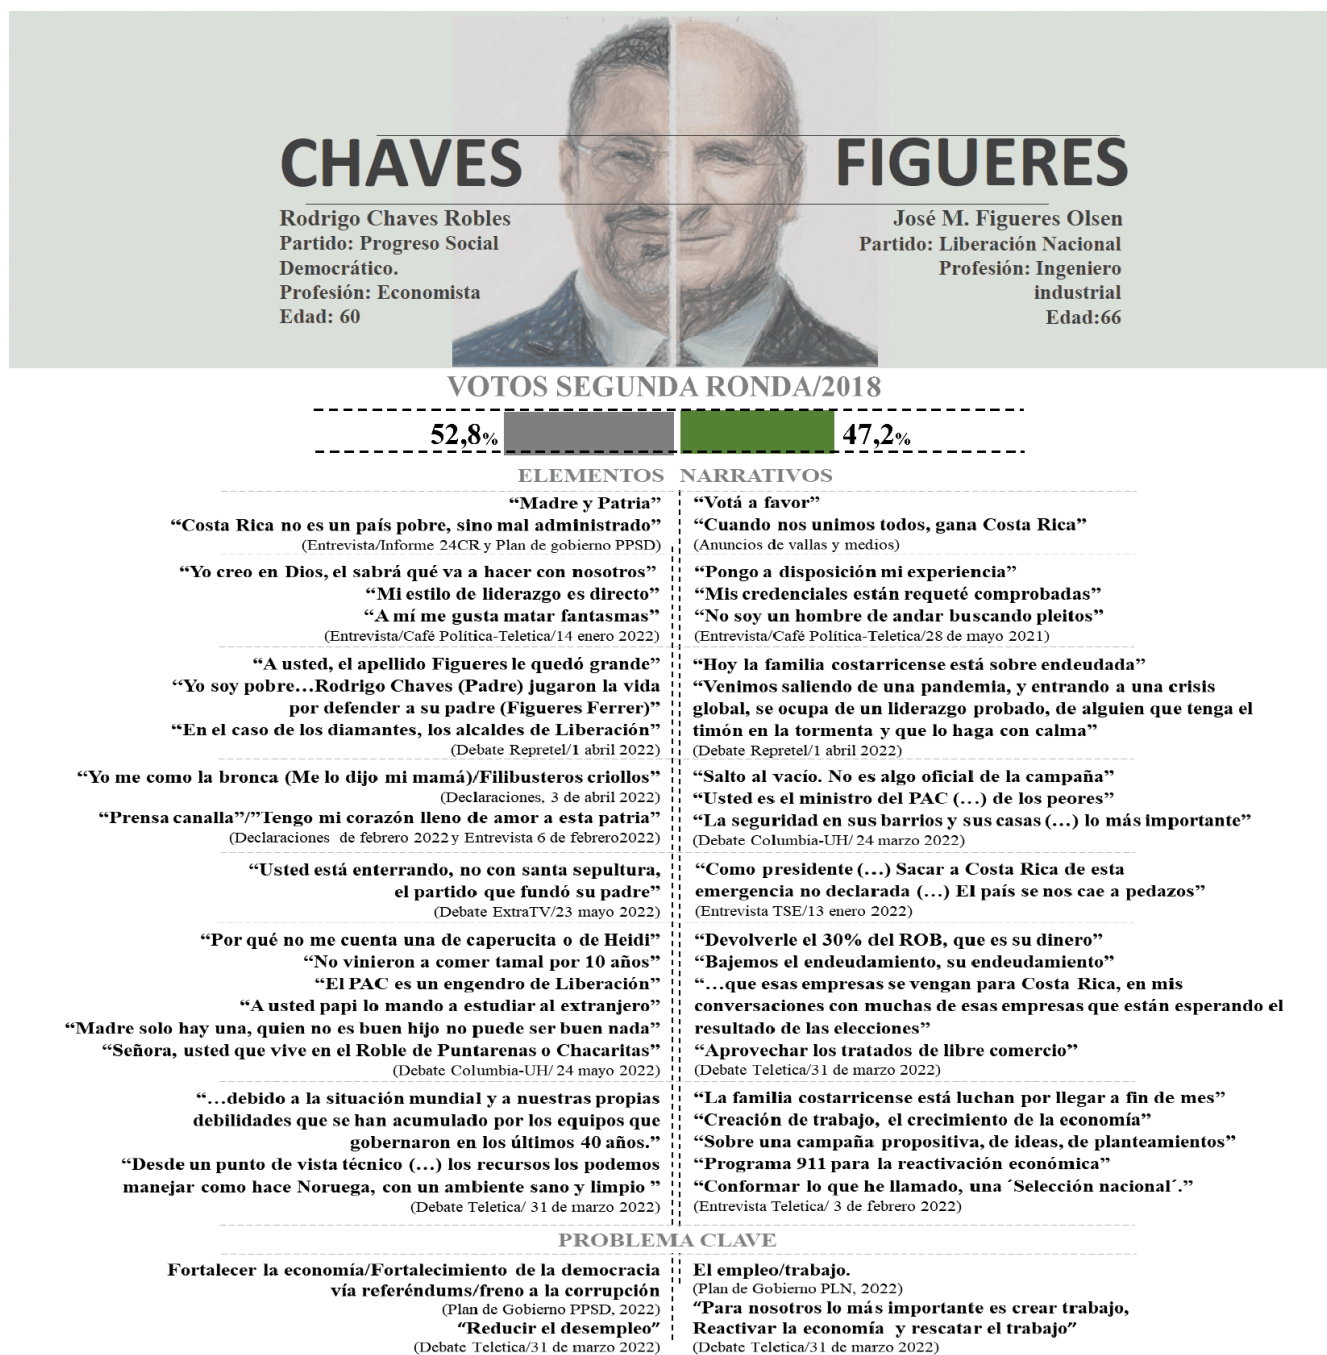 CHAVES
Rodrigo Chaves Robles
Partido: Progreso Social
Democrático.
Profesión: Economista
Edad: 60
FIGUERES
José M. Figueres Olsen
Partido: Liberación Nacional
Profesión: Ingeniero
industrial
Edad:66
VOTOS SEGUNDA RONDA/2018
52,8%
47,2%
ELEMENTOS NARRATIVOS
“Madre y Patria”
“Costa Rica no es un país pobre, sino mal administrado”
(Entrevista/Informe 24CR y Plan de gobierno PPSD)
“Votá a favor”
“Cuando nos unimos todos, gana Costa Rica”
(Anuncios de vallas y medios)
“Yo creo en Dios, el sabrá qué va a hacer con nosotros”
“Mi estilo de liderazgo es directo”
“A mí me gusta matar fantasmas”
(Entrevista/Café Política-Teletica/14 enero 2022)
“Pongo a disposición mi experiencia”
“Mis credenciales están requeté comprobadas”
“No soy un hombre de andar buscando pleitos”
(Entrevista/Café Política-Teletica/28 de mayo 2021)
“A usted, el apellido Figueres le quedó grande”
“Yo soy pobre…Rodrigo Chaves (Padre) jugaron la vida
por defender a su padre (Figueres Ferrer)”
“En el caso de los diamantes, los alcaldes de Liberación”
(Debate Repretel/1 abril 2022)
“Hoy la familia costarricense está sobre endeudada”
“Venimos saliendo de una pandemia, y entrando a una crisis
global, se ocupa de un liderazgo probado, de alguien que tenga el
timón en la tormenta y que lo haga con calma”
(Debate Repretel/1 abril 2022)
“Yo me como la bronca (Me lo dijo mi mamá)/Filibusteros criollos”
(Declaraciones, 3 de abril 2022)
“Prensa canalla”/”Tengo mi corazón lleno de amor a esta patria”
(Declaraciones de febrero 2022 y Entrevista 6 de febrero2022)
“Salto al vacío. No es algo oficial de la campaña”
“Usted es el ministro del PAC (…) de los peores”
“La seguridad en sus barrios y sus casas (…) lo más importante”
(Debate Columbia-UH/ 24 marzo 2022)
“Usted está enterrando, no con santa sepultura,
el partido que fundó su padre”
(Debate ExtraTV/23 mayo 2022)
“Como presidente (…) Sacar a Costa Rica de esta
emergencia no declarada (…) El país se nos cae a pedazos”
(Entrevista TSE/13 enero 2022)
“Por qué no me cuenta una de caperucita o de Heidi”
“No vinieron a comer tamal por 10 años”
“El PAC es un engendro de Liberación”
“A usted papi lo mando a estudiar al extranjero”
“Madre solo hay una, quien no es buen hijo no puede ser buen nada”
“Señora, usted que vive en el Roble de Puntarenas o Chacaritas”
(Debate Columbia-UH/ 24 mayo 2022)
“Devolverle el 30% del ROB, que es su dinero”
“Bajemos el endeudamiento, su endeudamiento”
“…que esas empresas se vengan para Costa Rica, en mis
conversaciones con muchas de esas empresas que están esperando el
resultado de las elecciones”
“Aprovechar los tratados de libre comercio”
(Debate Teletica/31 de marzo 2022)
“…debido a la situación mundial y a nuestras propias
debilidades que se han acumulado por los equipos que
gobernaron en los últimos 40 años.”
“Desde un punto de vista técnico (…) los recursos los podemos
manejar como hace Noruega, con un ambiente sano y limpio ”
(Debate Teletica/ 31 de marzo 2022)
“La familia costarricense está luchan por llegar a fin de mes”
“Creación de trabajo, el crecimiento de la economía”
“Sobre una campaña propositiva, de ideas, de planteamientos”
“Programa 911 para la reactivación económica”
“Conformar lo que he llamado, una ´Selección nacional´.”
(Entrevista Teletica/ 3 de febrero 2022)
PROBLEMA CLAVE
Fortalecer la economía/Fortalecimiento de la democracia
vía referéndums/freno a la corrupción
(Plan de Gobierno PPSD, 2022)
“Reducir el desempleo”
(Debate Teletica/31 de marzo 2022)
El empleo/trabajo.
(Plan de Gobierno PLN, 2022)
“Para nosotros lo más importante es crear trabajo,
Reactivar la economía y rescatar el trabajo”
(Debate Teletica/31 de marzo 2022)